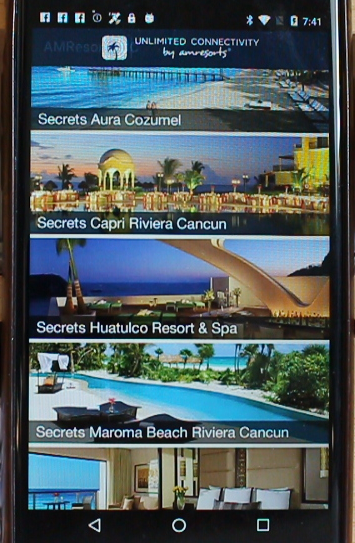 7:41
AMReso
UNLIMITED CONNECTIVITY
by amresorts
Secrets Aura Cozumel
Secrets Capri Riviera Cancun
Secrets Huatulco Resort & Spa
Secrets Maroma Beach Riviera Cancun